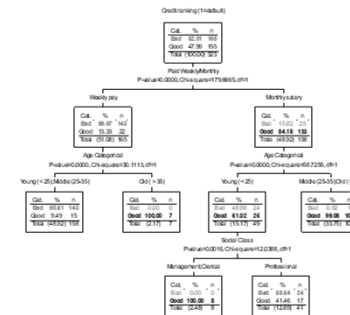 Credit ranking (1=default)
Cat. % n
Bad 52.01 168
Good 47.99 155
Total (100.00) 323
Paid Weekly/Monthly
P-value=0.0000, Chi-square=179.6665, df=1
Weekly pay
Monthly salary
Cat. % n
Bad 86.67 143
Good 13.33 22
Total (51.08) 165
Cat. % n
Bad 15.82 25
Good 84.18 133
Total (48.92) 158
Age Categorical
P-value=0.0000, Chi-square=30.1113, df=1
Age Categorical
P-value=0.0000, Chi-square=58.7255, df=1
Young (<25);Middle (25-35)
Old (>35)
Young (<25)
Middle (25-35);Old (
Cat. % n
Bad 90.51 143
Good 9.49 15
Total (48.92) 158
Cat. % n
Bad 0.00 0
Good 100.00 7
Total (2.17) 7
Cat. % n
Bad 48.98 24
Good 51.02 25
Total (15.17) 49
Cat. %
Bad 0.92
Good 99.08 10
Total (33.75) 10
Social Class
P-value=0.0016, Chi-square=12.0388, df=1
Management;Clerical
Professional
Cat. % n
Bad 0.00 0
Good 100.00 8
Total (2.48) 8
Cat. % n
Bad 58.54 24
Good 41.46 17
Total (12.69) 41